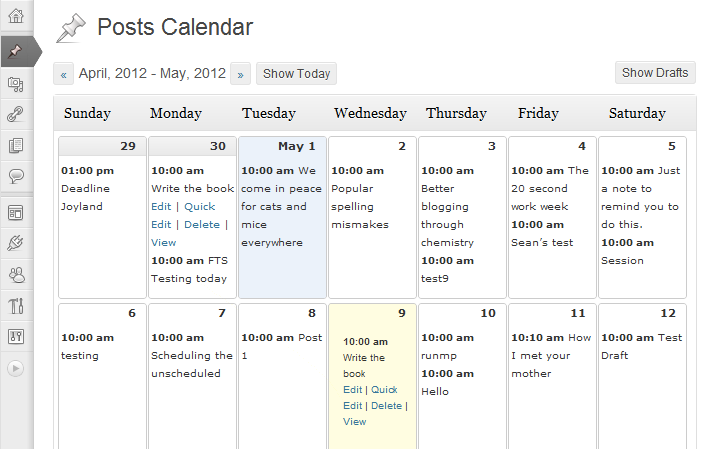 Posts Calendar
« April, 2012 - May, 2012 » Show Today Show Drafts
Sunday Monday Tuesday Wednesday Thursday Friday Saturday
29
01:00 pm
Deadline
Joyland
30
10:00 am
Write the book
Edit | Quick
Edit | Delete |
View
10:00 am FTS
Testing today
May 1
10:00 am We
come in peace
for cats and
mice
everywhere
2
10:00 am
Popular
spelling
mismakes
3
10:00 am
Better
blogging
through
chemistry
10:00 am
test9
4
10:00 am The
20 second
work week
10:00 am
Sean's test
5
10:00 am Just
a note to
remind you to
do this.
10:00 am
Session
6
10:00 am
testing
7
10:00 am
Scheduling the
unscheduled
8
10:00 am Post
1
9
10:00 am
Write the
book
Edit | Quick
Edit | Delete |
View
10
10:00 am
runmp
10:00 am
Hello
11
10:10 am How
I met your
mother
12
10:00 am Test
Draft